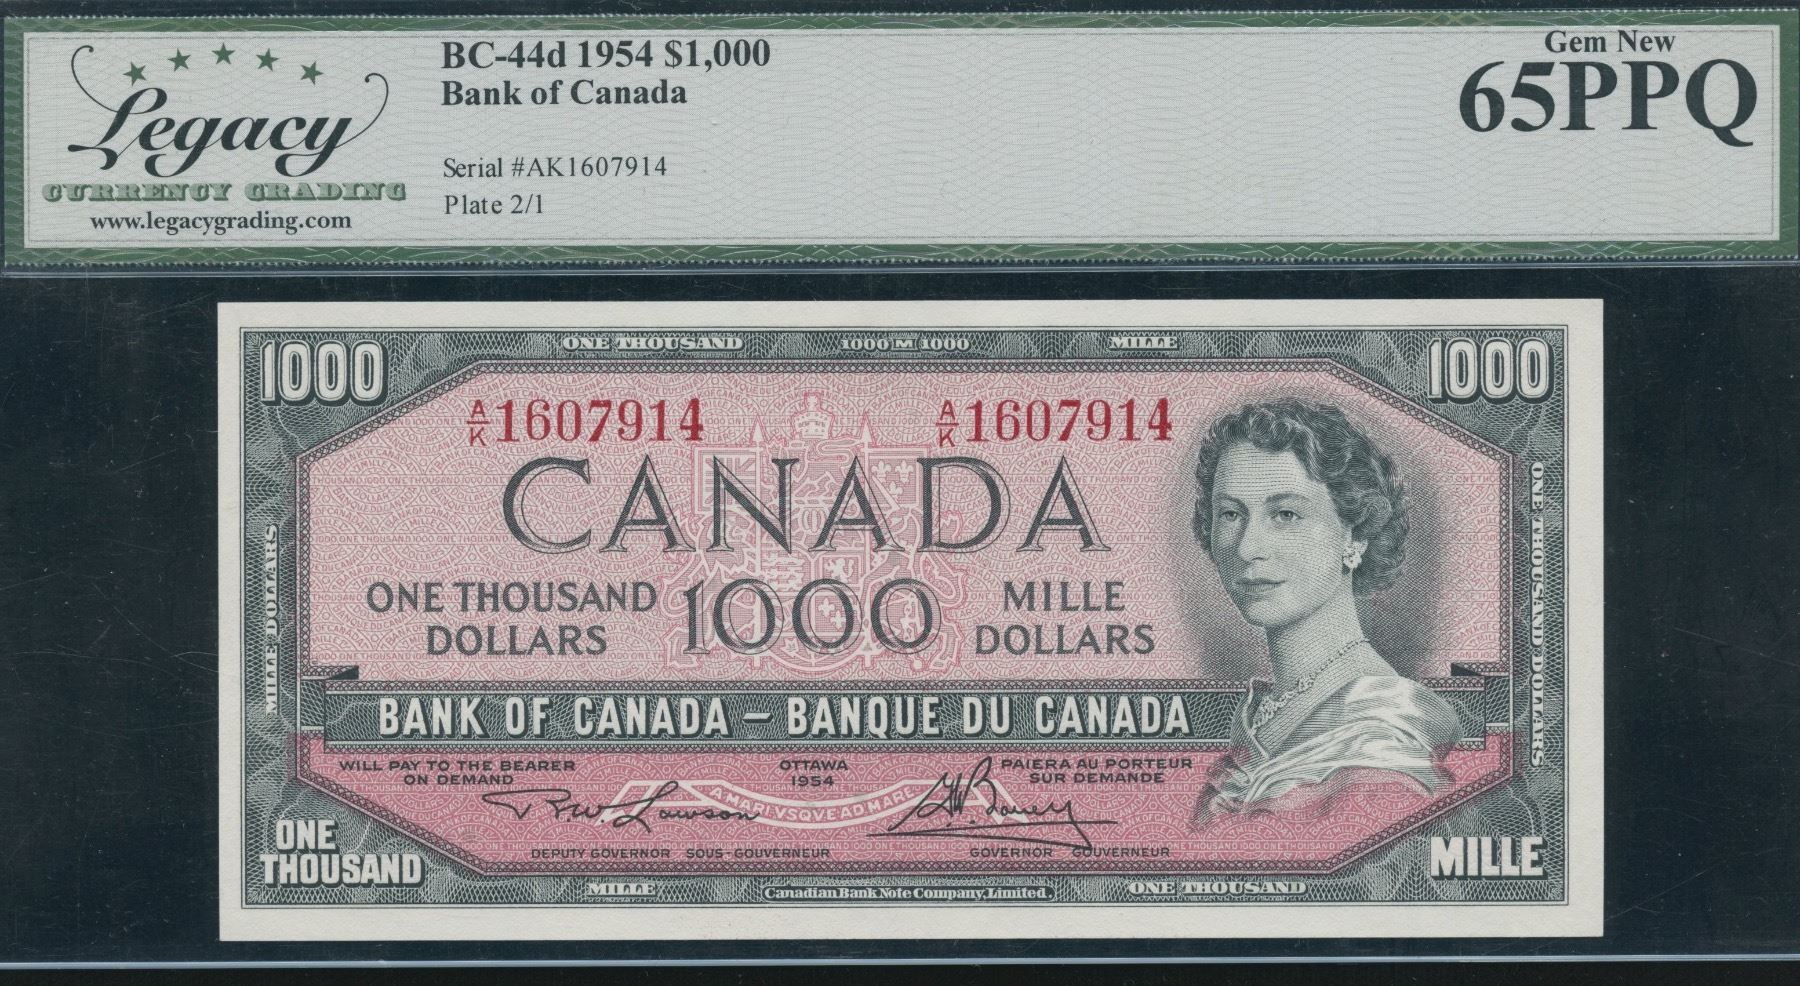 Legacy
CURRENCY GRADING
www.legacygrading.com
BC-44d 1954 $1,000
Bank of Canada
Serial #AK1607914
Plate 2/1
Gem New
65PPQ
ONE THOUSAND 1000 M 1000 MILLE
1000 1000
A/K 1607914 A/K 1607914
CANADA
ONE THOUSAND DOLLARS
1000
MILLE DOLLARS
MILLE DOLLARS
ONE THOUSAND DOLLARS
BANK OF CANADA – BANQUE DU CANADA
WILL PAY TO THE BEARER
ON DEMAND
OTTAWA
1954
PAIERA AU PORTEUR
SUR DEMANDE
A MARI VSQVE AD MARE
R.W. Lawson
G.K. Bouey
DEPUTY GOVERNOR SOUS-GOUVERNEUR
GOVERNOR GOUVERNEUR
ONE
THOUSAND
MILLE
MILLE Canadian Bank Note Company, Limited. ONE THOUSAND